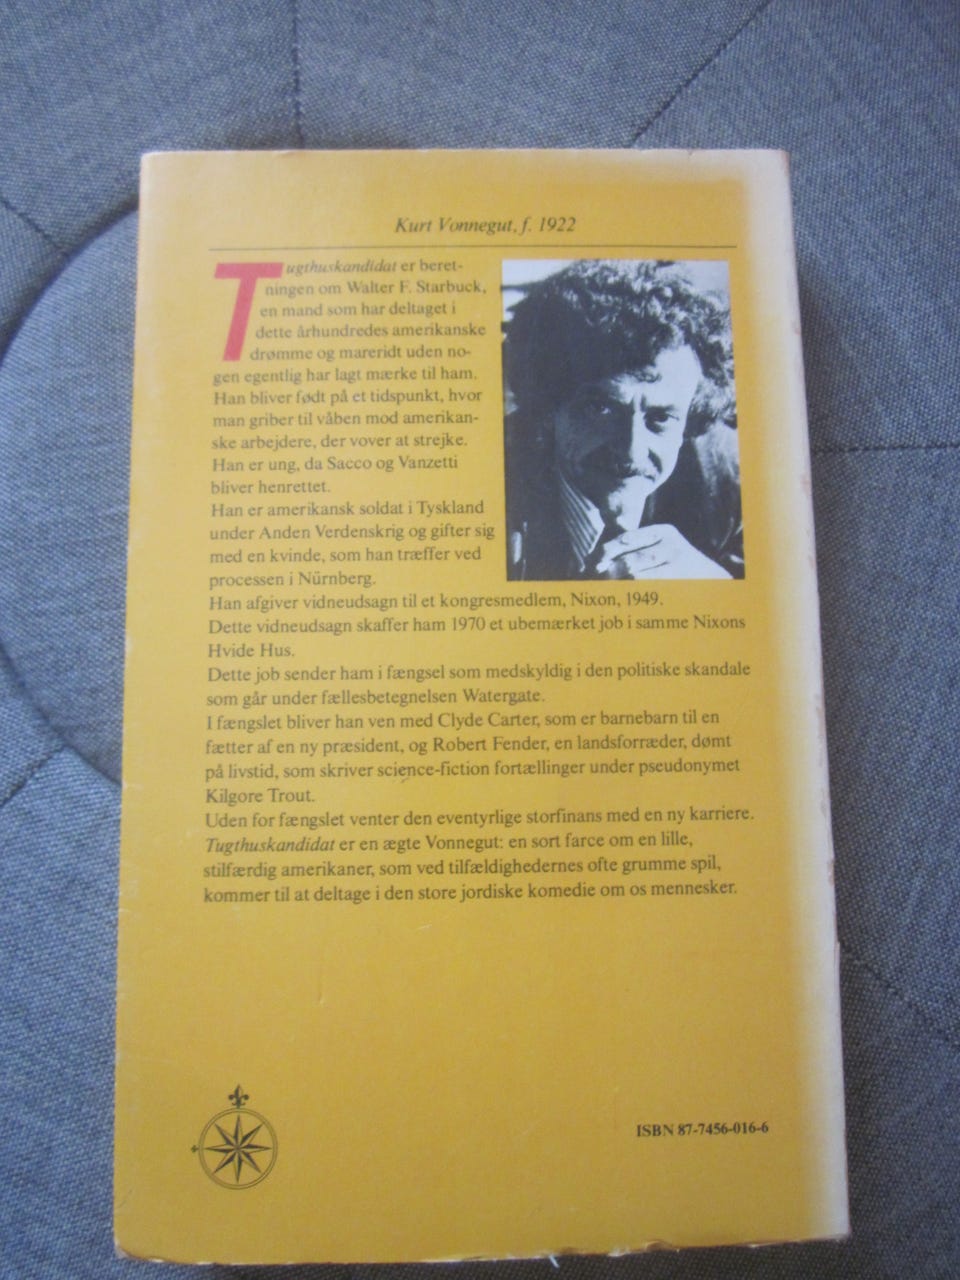 Kurt Vonnegut, f. 1922
Tugthuskandidat er beret-
ningen om Walter F. Starbuck,
en mand som har deltaget i
dette århundredes amerikanske
drømme og mareridt uden no-
gen egentlig har lagt mærke til ham.
Han bliver født på et tidspunkt, hvor
man griber til våben mod amerikan-
ske arbejdere, der vover at strejke.
Han er ung, da Sacco og Vanzetti
bliver henrettet.
Han er amerikansk soldat i Tyskland
under Anden Verdenskrig og gifter sig
med en kvinde, som han træffer ved
processen i Nürnberg.
Han afgiver vidneudsagn til et kongresmedlem, Nixon, 1949.
Dette vidneudsagn skaffer ham 1970 et ubemærket job i samme Nixons
Hvide Hus.
Dette job sender ham i fængsel som medskyldig i den politiske skandale
som går under fællesbetegnelsen Watergate.
I fængslet bliver han ven med Clyde Carter, som er barnebarn til en
fætter af en ny præsident, og Robert Fender, en landsforræder, dømt
på livstid, som skriver science-fiction fortællinger under pseudonymet
Kilgore Trout.
Uden for fængslet venter den eventyrlige storfinans med en ny karriere.
Tugthuskandidat er en ægte Vonnegut: en sort farce om en lille,
stilfærdig amerikaner, som ved tilfældighedernes ofte grumme spil,
kommer til at deltage i den store jordiske komedie om os mennesker.
ISBN 87-7456-016-6